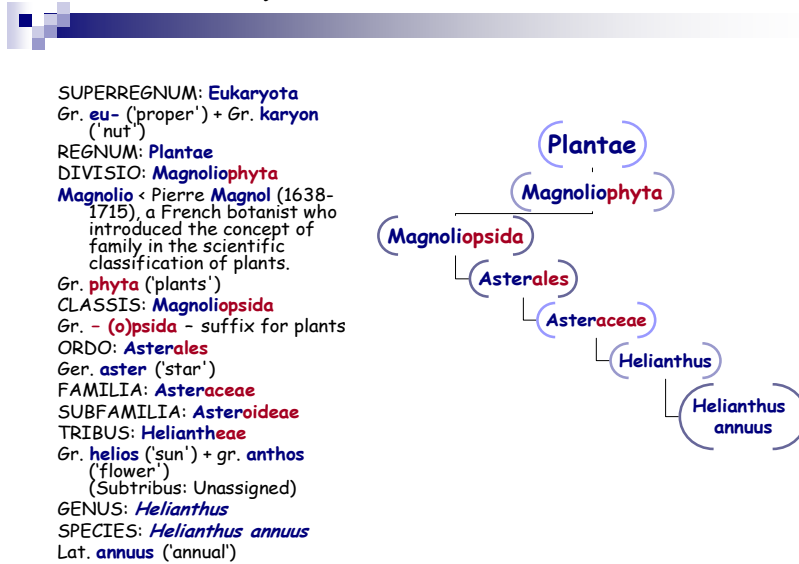 SUPERREGNUM: Eukaryota
Gr. eu- ('proper') + Gr. karyon
('nut')
REGNUM: Plantae
DIVISIO: Magnoliophyta
Magnolio < Pierre Magnol (1638-
1715), a French botanist who
introduced the concept of
family in the scientific
classification of plants.
Gr. phyta ('plants')
CLASSIS: Magnoliopsida
Gr. – (o)psida – suffix for plants
ORDO: Asterales
Ger. aster ('star')
FAMILIA: Asteraceae
SUBFAMILIA: Asteroideae
TRIBUS: Heliantheae
Gr. helios ('sun') + gr. anthos
('flower')
(Subtribus: Unassigned)
GENUS: Helianthus
SPECIES: Helianthus annuus
Lat. annuus ('annual')
Plantae
Magnoliophyta
Magnoliopsida
Asterales
Asteraceae
Helianthus
Helianthus
annuus